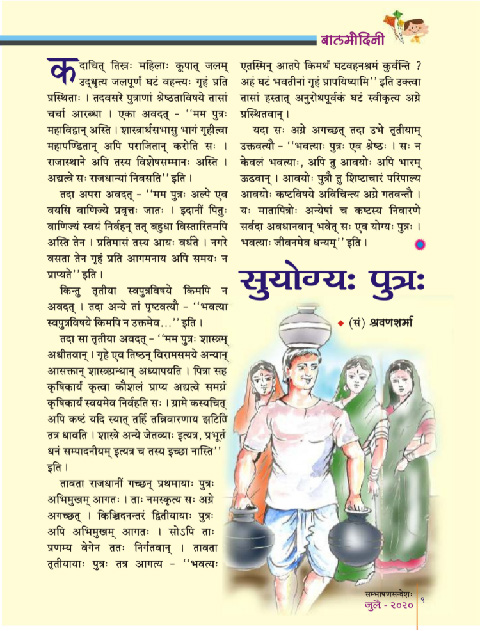 बालमोदिनी
कदाचित् तिस्रः महिलाः कूपात् जलम्
उद्धृत्य जलपूर्णं घटं वहन्त्यः गृहं प्रति
प्रस्थिताः । तदवसरे पुत्राणां श्रेष्ठताविषये तासां
चर्चा आरब्धा । एका अवदत् - ''मम पुत्रः
महाविद्वान् अस्ति । शास्त्रार्थसभासु भागं गृहीत्वा
महापण्डितान् अपि पराजितान् करोति सः ।
राजास्थाने अपि तस्य विशेषसम्मानः अस्ति ।
अद्यत्वे सः राजधान्यां निवसति'' इति ।
तदा अपरा अवदत् - ''मम पुत्रः अल्पे एव
वयसि वाणिज्ये प्रवृत्तः जातः । इदानीं पितुः
वाणिज्यं स्वयं निर्वहन् तत् बहुधा विस्तारितमपि
अस्ति तेन । प्रतिमासं तस्य आयः वर्धते । नगरे
वसता तेन गृहं प्रति आगमनाय अपि समयः न
प्राप्यते'' इति ।
किन्तु तृतीया स्वपुत्रविषये किमपि न
अवदत् । तदा अन्ये तां पृष्टवत्यौ - ''भवत्या
स्वपुत्रविषये किमपि न उक्तमेव...'' इति ।
तदा सा तृतीया अवदत् - ''मम पुत्रः शास्त्रम्
अधीतवान् । गृहे एव तिष्ठन् विरामसमये अन्यान्
आसक्तान् शास्त्रग्रन्थान् अध्यापयति । पित्रा सह
कृषिकार्यं कृत्वा कौशलं प्राप्य अद्यत्वे समग्रं
कृषिकार्यं स्वयमेव निर्वहति सः । ग्रामे कस्यचित्
अपि कष्टं यदि स्यात् तर्हि तन्निवारणाय झटिति
तत्र धावति । शास्त्रे अन्ये जेतव्याः इत्यत्र, प्रभूतं
धनं सम्पादनीयम् इत्यत्र च तस्य इच्छा नास्ति''
इति ।
तावता राजधानीं गच्छन् प्रथमायाः पुत्रः
अभिमुखम् आगतः । ताः नमस्कृत्य सः अग्रे
अगच्छत् । किञ्चिदनन्तरं द्वितीयायाः पुत्रः
अपि अभिमुखम् आगतः । सोऽपि ताः
प्रणम्य वेगेन ततः निर्गतवान् । तावता
तृतीयायाः पुत्रः तत्र आगत्य - ''भवत्यः
एतस्मिन् आतपे किमर्थं घटवहनश्रमं कुर्वन्ति ?
अहं घटं भवतीनां गृहं प्रापयिष्यामि'' इति उक्त्वा
तासां हस्तात् अनुरोधपूर्वकं घटं स्वीकृत्य अग्रे
प्रस्थितवान् ।
यदा सः अग्रे अगच्छत् तदा उभे तृतीयाम्
उक्तवत्यौ - ''भवत्याः पुत्रः एव श्रेष्ठः । सः न
केवलं भवत्याः, अपि तु आवयोः अपि भारम्
ऊढवान् । आवयोः पुत्रौ तु शिष्टाचारं परिपाल्य
आवयोः कष्टविषये अविचिन्त्य अग्रे गतवन्तौ ।
यः मातापित्रोः अन्येषां च कष्टस्य निवारणे
सर्वदा अवधानवान् भवेत् सः एव योग्यः पुत्रः ।
भवत्याः जीवनमेव धन्यम्'' इति ।
सुयोग्यः पुत्रः
(सं) श्रवणशर्मा
सम्भाषणसन्देशः
जुलै - २०२०
९